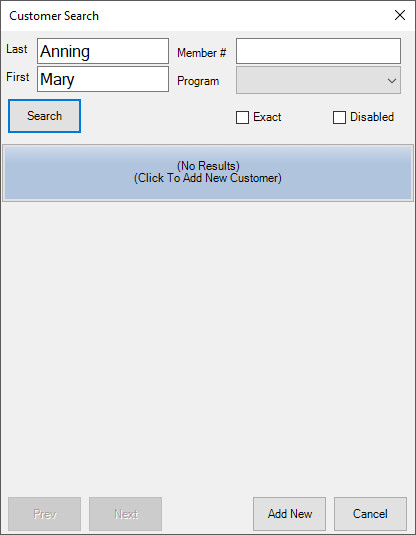 Customer Search
Last Anning Member #
First Mary Program
Search Exact Disabled
(No Results)
(Click To Add New Customer)
Prev Next Add New Cancel